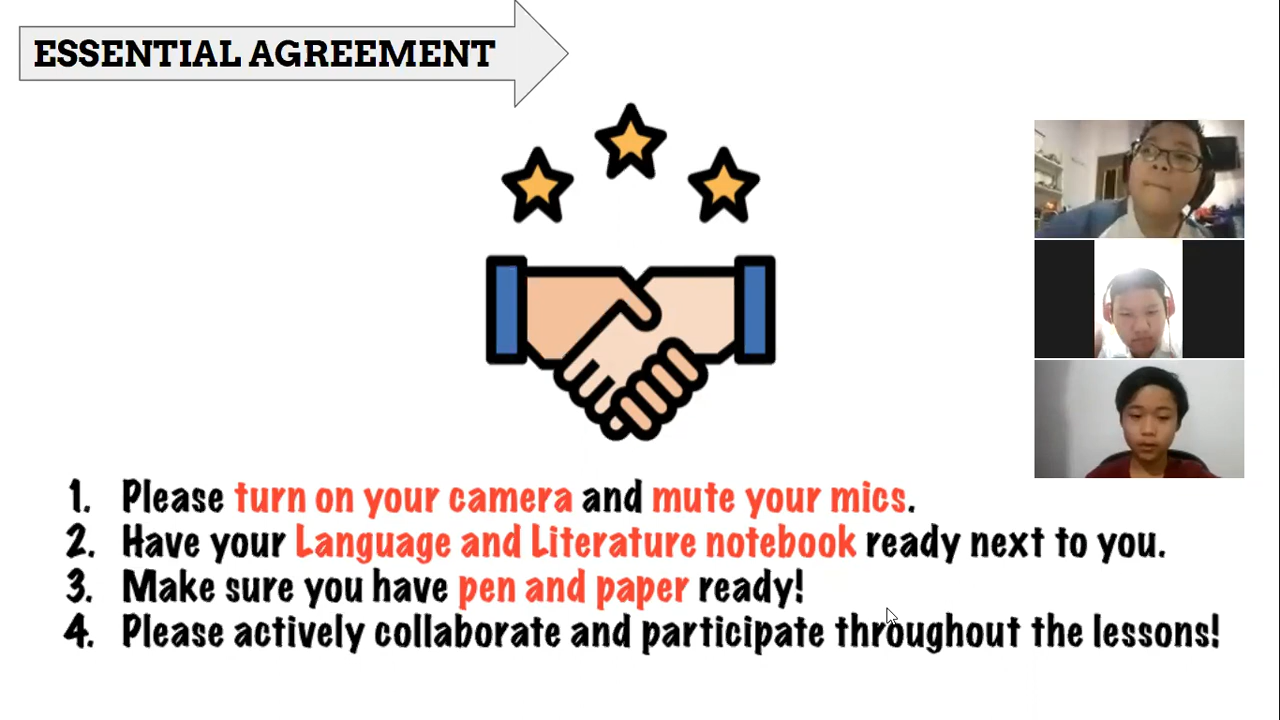 ESSENTIAL AGREEMENT
1. Please turn on your camera and mute your mics.
2. Have your Language and Literature notebook ready next to you.
3. Make sure you have pen and paper ready!
4. Please actively collaborate and participate throughout the lessons!